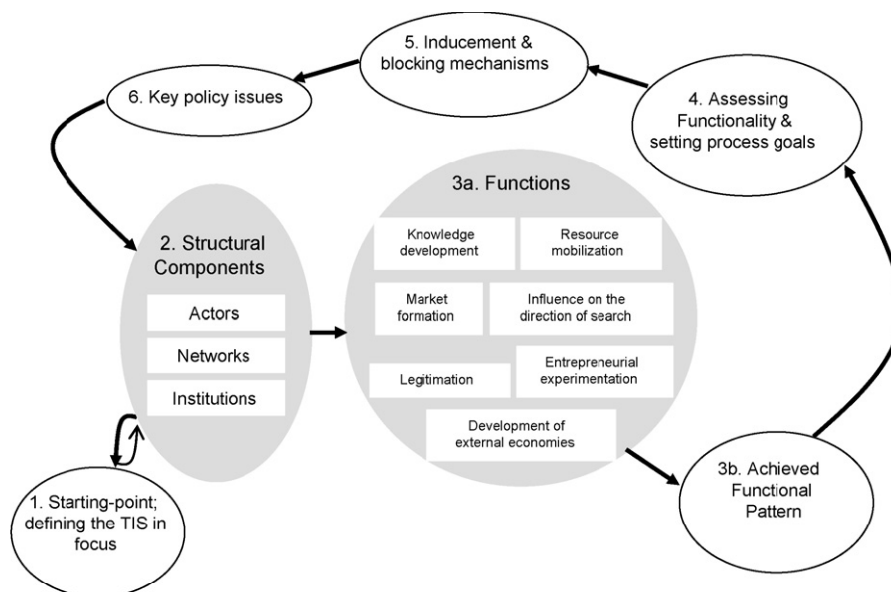 5. Inducement &
blocking mechanisms
6. Key policy issues
4. Assessing
Functionality &
setting process goals
3a. Functions
Knowledge
development
Resource
mobilization
2. Structural
Components
Market
formation
Influence on the
direction of search
Actors
Networks
Institutions
Legitimation
Entrepreneurial
experimentation
Development of
external economies
1. Starting-point;
defining the TIS in
focus
3b. Achieved
Functional
Pattern